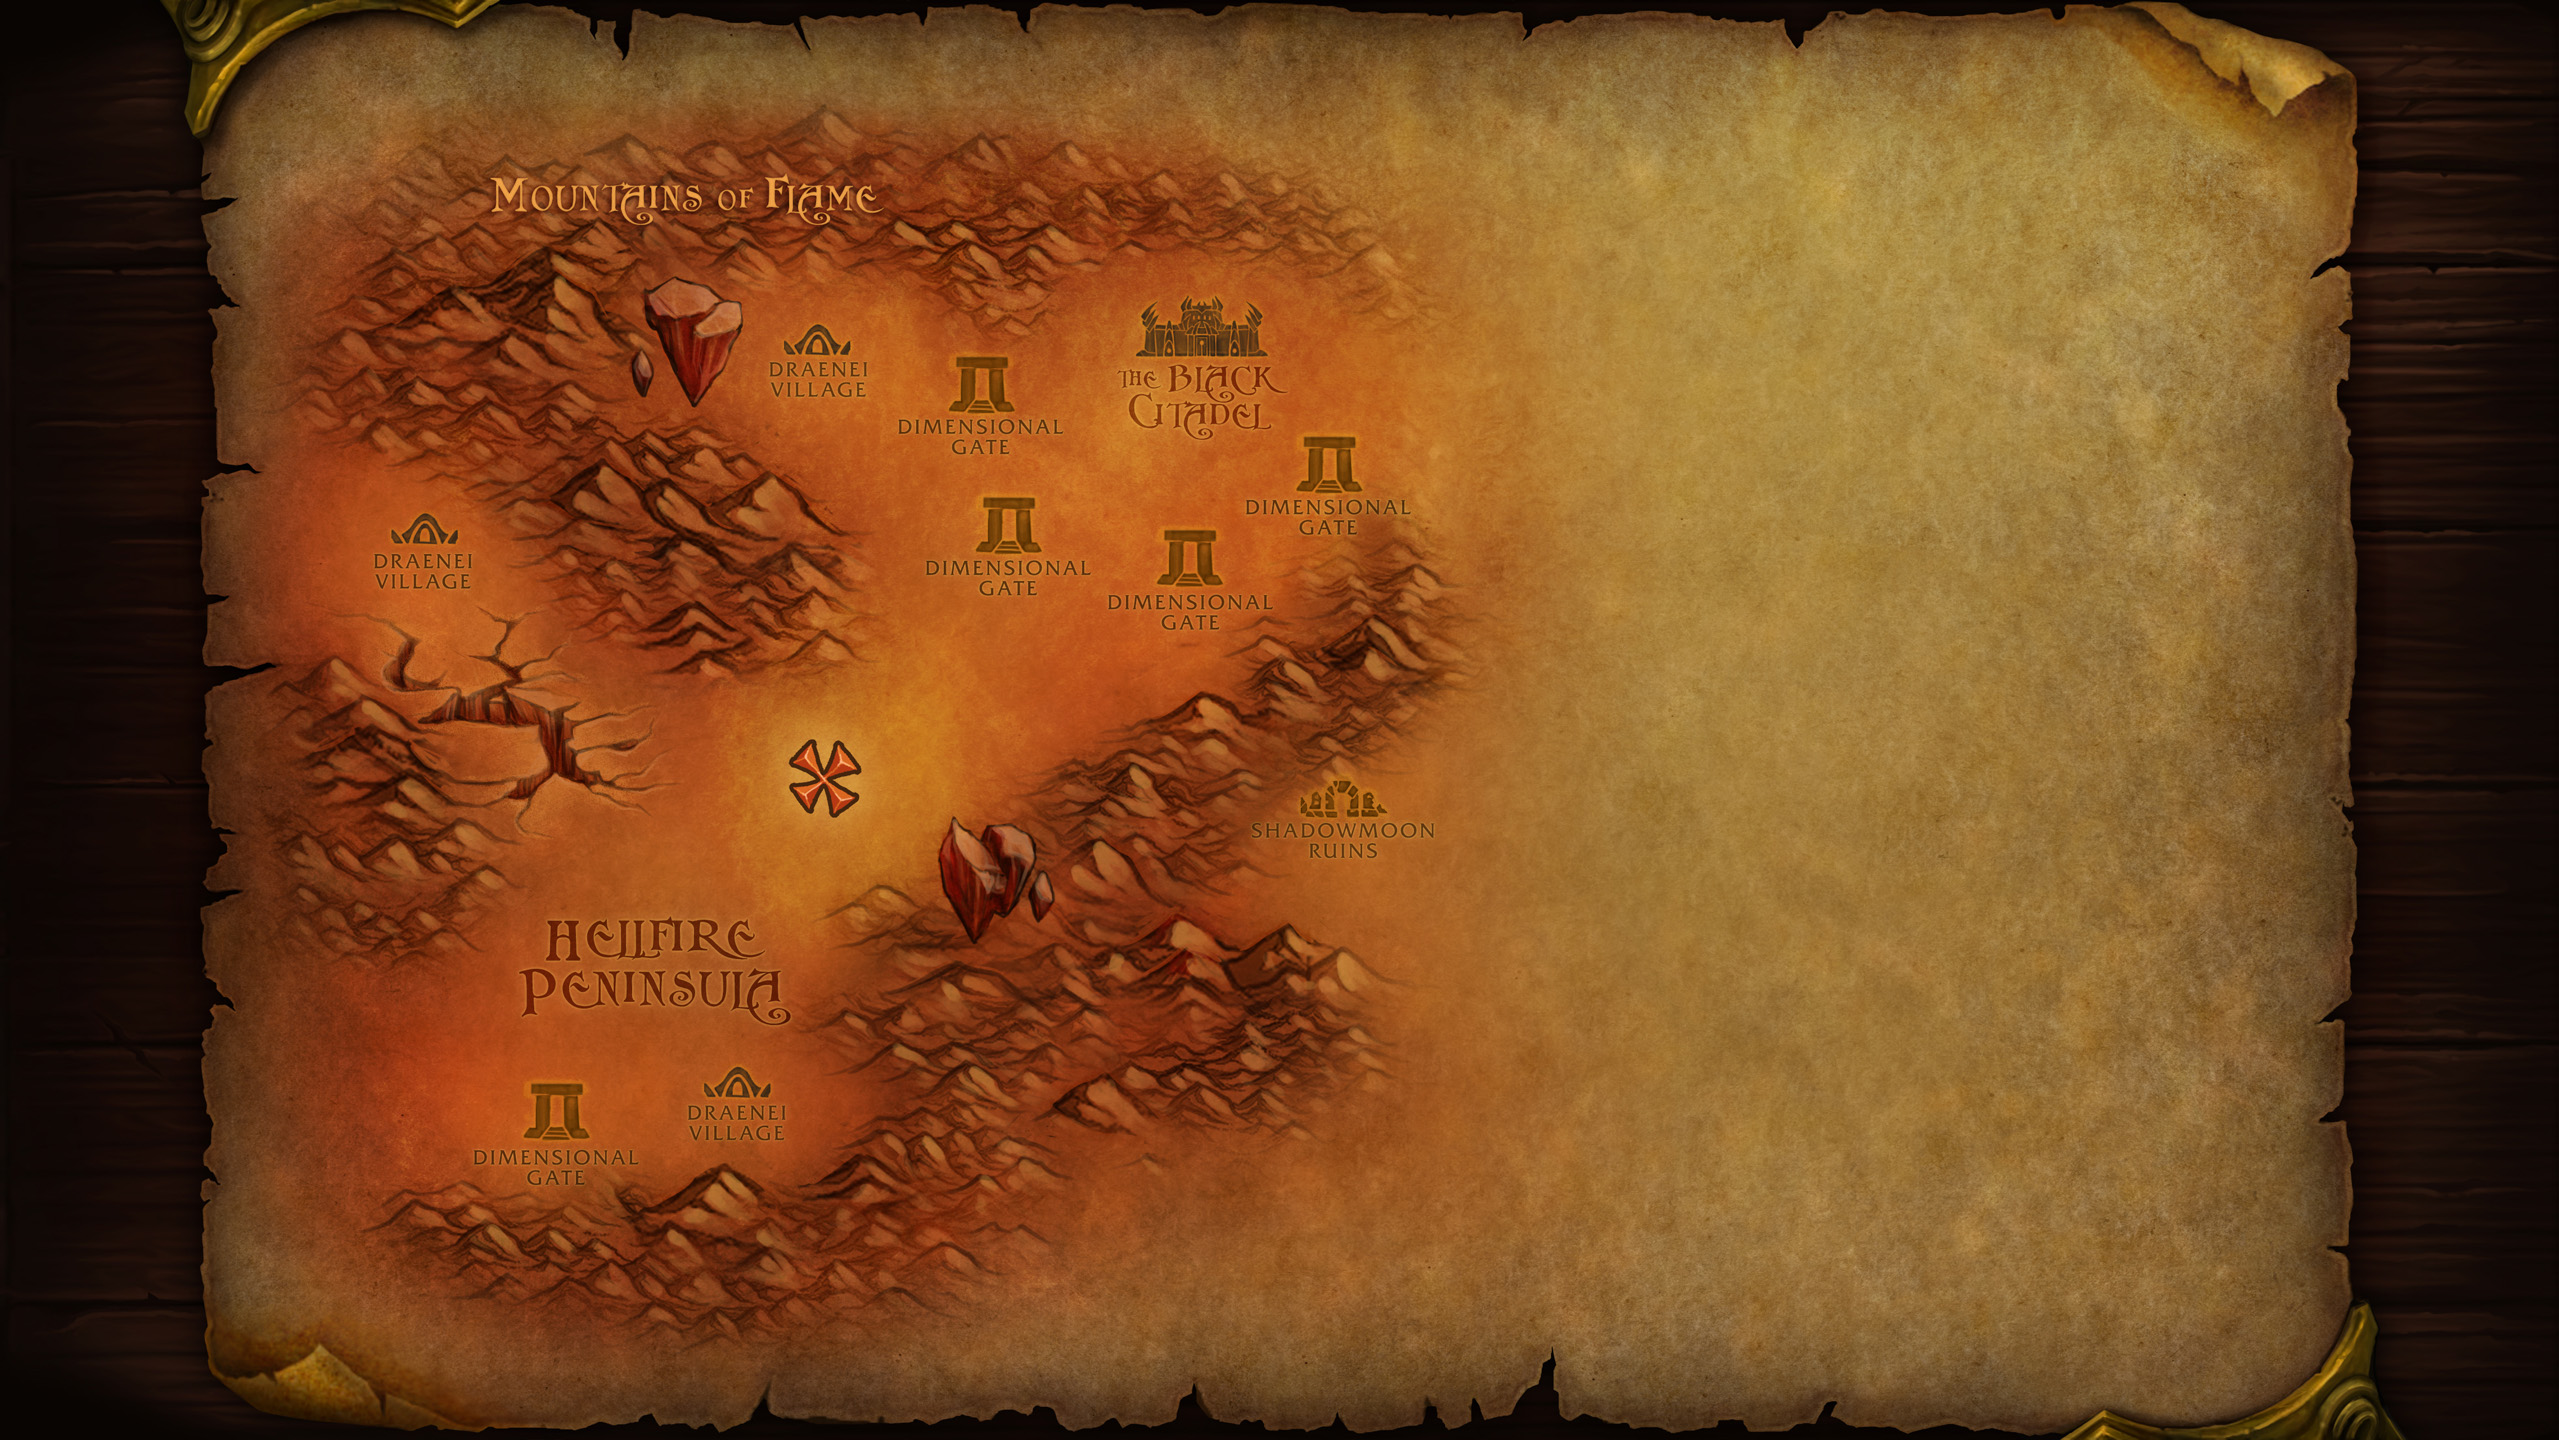 Mountains of Flame
DRAENEI
VILLAGE
DIMENSIONAL
GATE
The Black
Citadel
DIMENSIONAL
GATE
DRAENEI
VILLAGE
DIMENSIONAL
GATE
DIMENSIONAL
GATE
SHADOWMOON
RUINS
Hellfire
Peninsula
DIMENSIONAL
GATE
DRAENEI
VILLAGE